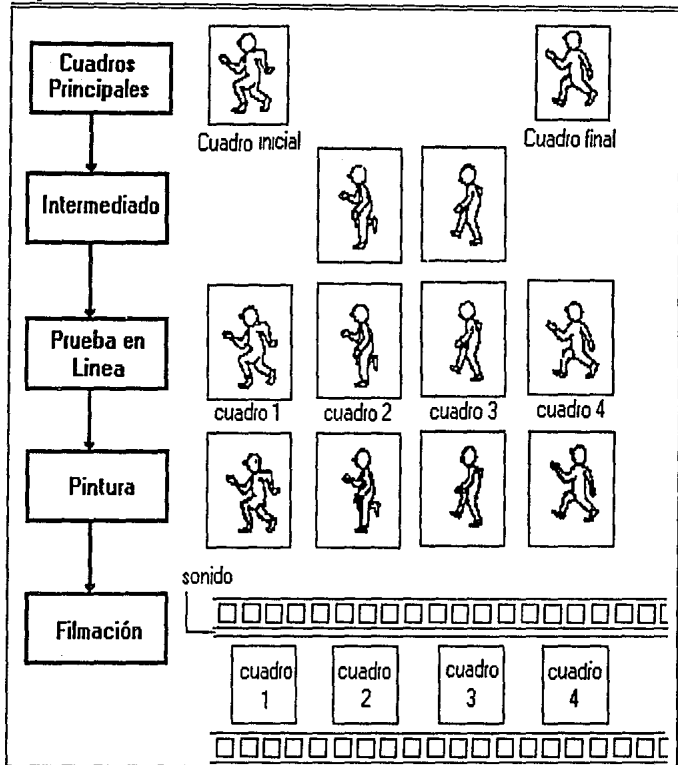 Cuadros
Principales
Cuadro inicial
Cuadro final
Intermediado
Prueba en
Linea
cuadro 1
cuadro 2
cuadro 3
cuadro 4
Pintura
sonido
Filmación
cuadro
1
cuadro
2
cuadro
3
cuadro
4